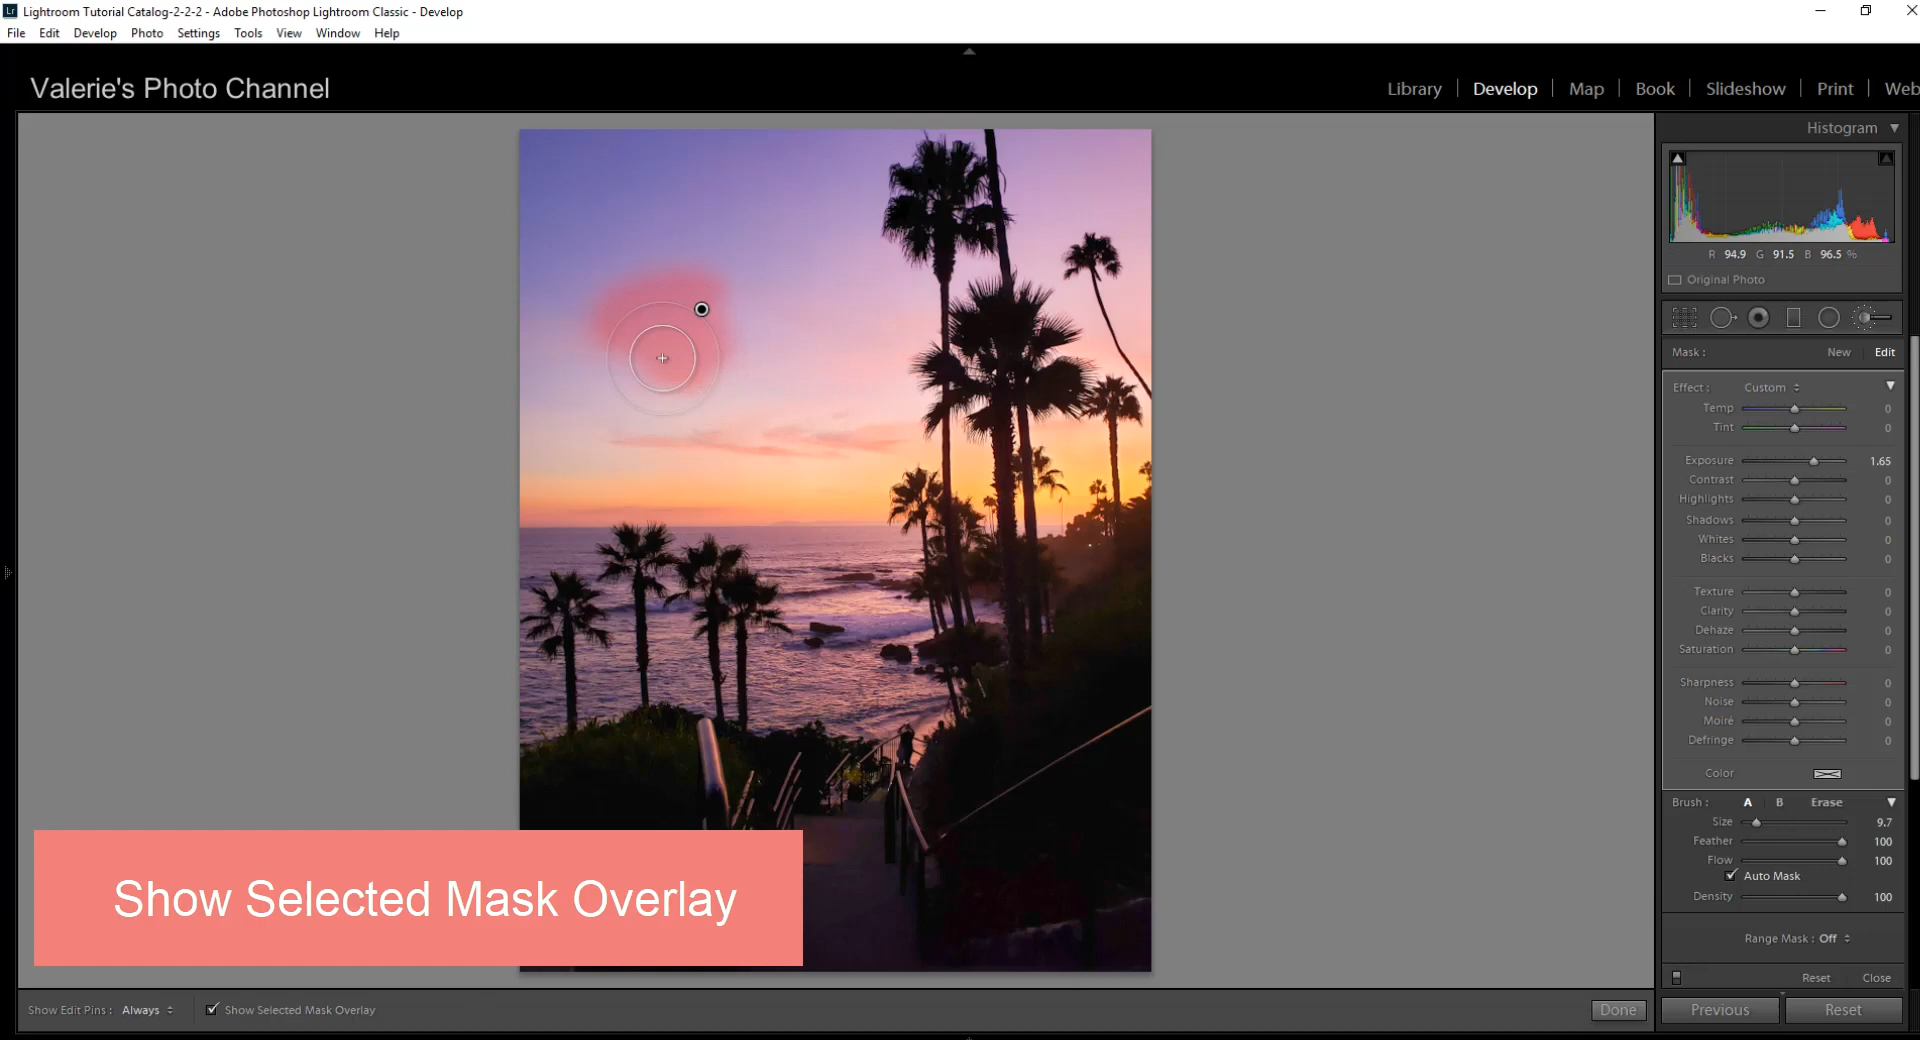 Lr Lightroom Tutorial Catalog-2-2-2 - Adobe Photoshop Lightroom Classic - Develop
File Edit Develop Photo Settings Tools View Window Help
Valerie's Photo Channel
Library | Develop | Map | Book | Slideshow | Print | Web
Histogram
R 94.9 G 91.5 B 96.5 %
Original Photo
Mask : New Edit
Effect : Custom
Temp 0
Tint 0
Exposure 1.65
Contrast 0
Highlights 0
Shadows 0
Whites 0
Blacks 0
Texture 0
Clarity 0
Dehaze 0
Saturation 0
Sharpness 0
Noise 0
Moiré 0
Defringe 0
Color
Brush : A B Erase
Size 9.7
Feather 100
Flow 100
Auto Mask
Density 100
Range Mask : Off
Reset Close
Show Selected Mask Overlay
Show Edit Pins : Always Show Selected Mask Overlay Done
Previous Reset